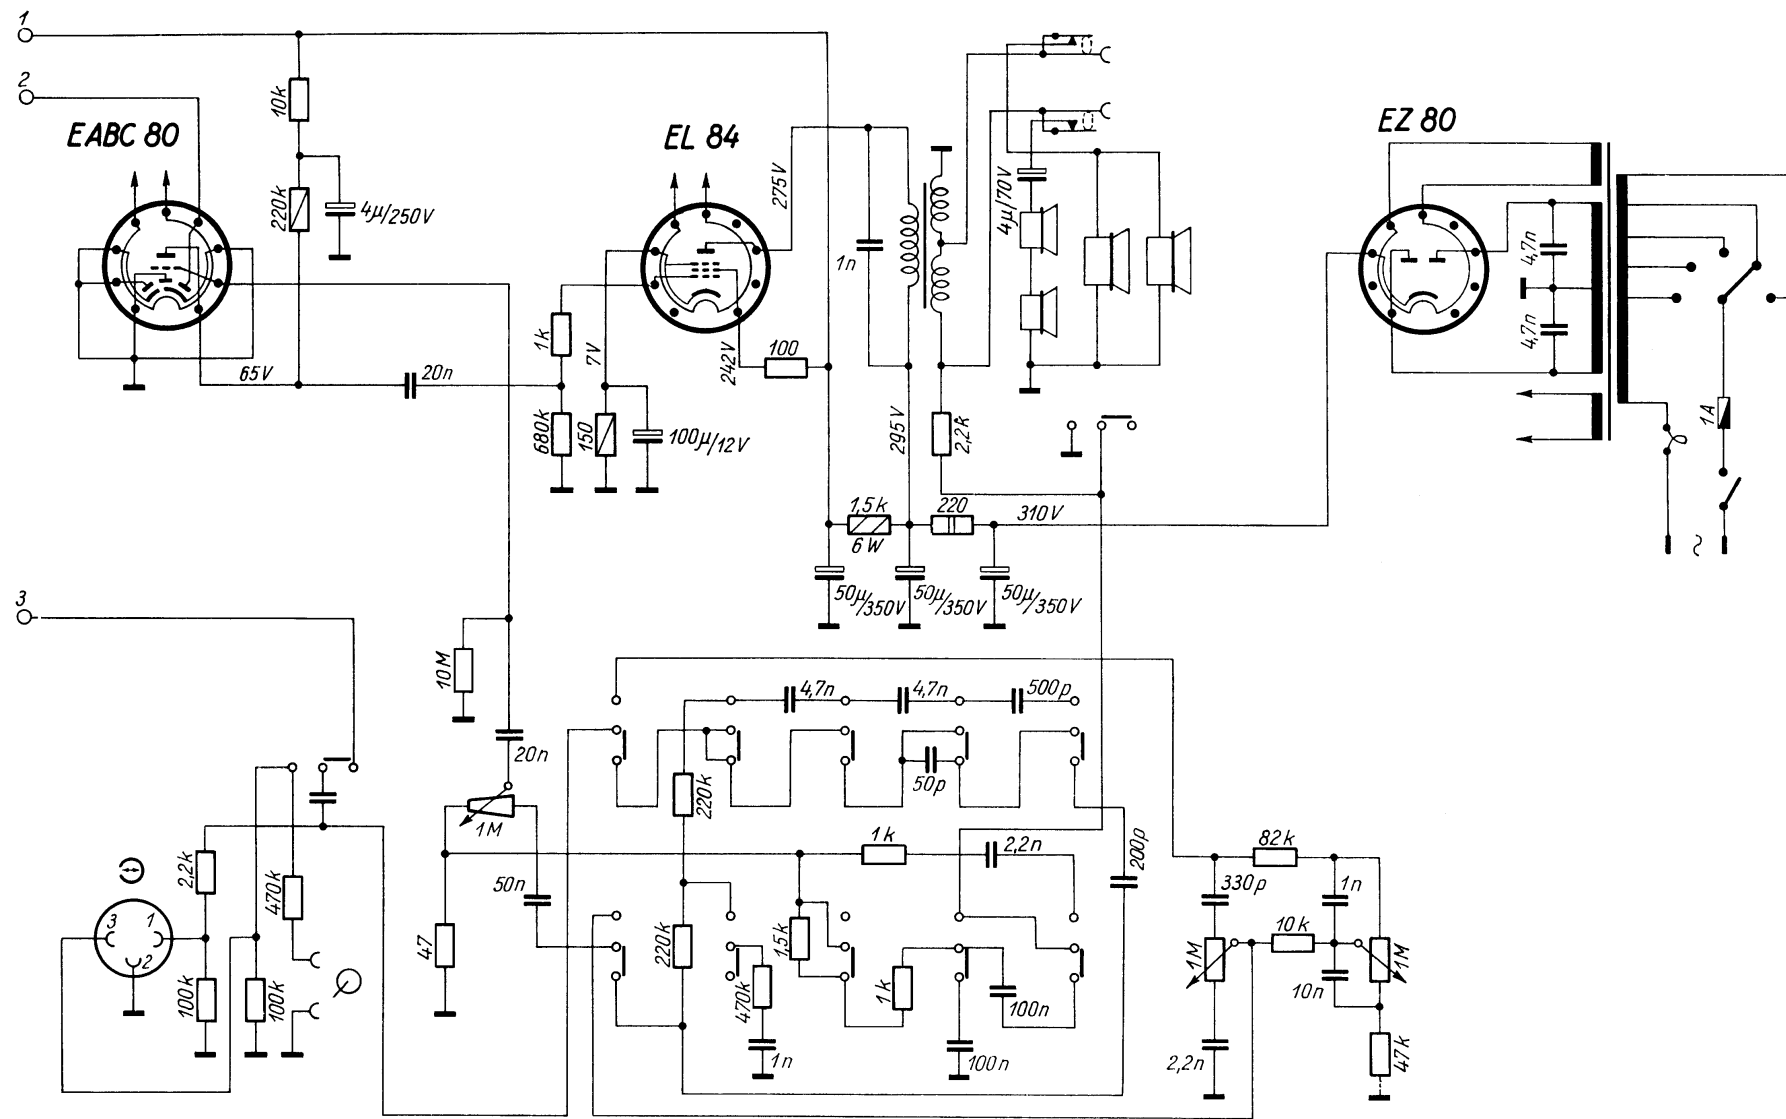 1
2
10k
EABC 80
EL 84
EZ 80
220k
4μ/250V
275V
4μ/70V
1n
4,7n
4,7n
1k
7V
242V
100
65V
20n
680k
150
100μ/12V
295V
2,2k
1A
1,5k
6W
220
310V
50μ/350V
50μ/350V
50μ/350V
~
3
10M
20n
4,7n
4,7n
500p
50p
220k
1M
1k
2,2n
200p
82k
2,2k
470k
50n
330p
1n
3
1
2
47
220k
1,5k
10k
1M
1M
100k
100k
470k
1k
100n
10n
1n
100n
2,2n
47k